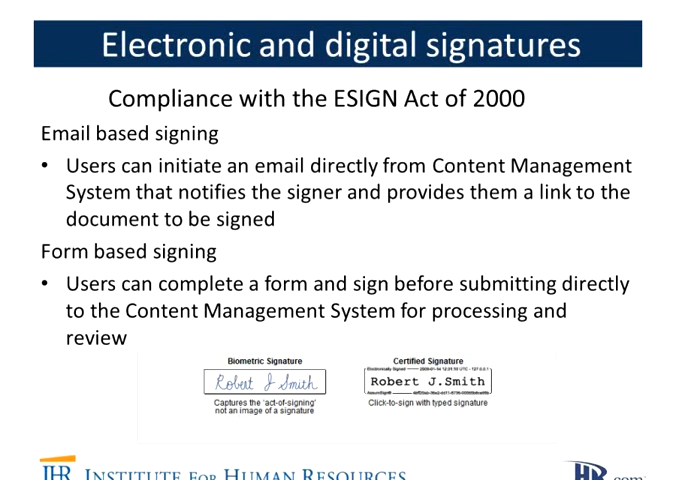 Electronic and digital signatures
Compliance with the ESIGN Act of 2000
Email based signing
• Users can initiate an email directly from Content Management
System that notifies the signer and provides them a link to the
document to be signed
Form based signing
• Users can complete a form and sign before submitting directly
to the Content Management System for processing and
review
Biometric Signature
Robert J Smith
Captures the 'act-of-signing'
not an image of a signature
Certified Signature
Electronically Signed
Robert J.Smith
Click-to-sign with typed signature
IHR INSTITUTE FOR HUMAN RESOURCES
HR.com